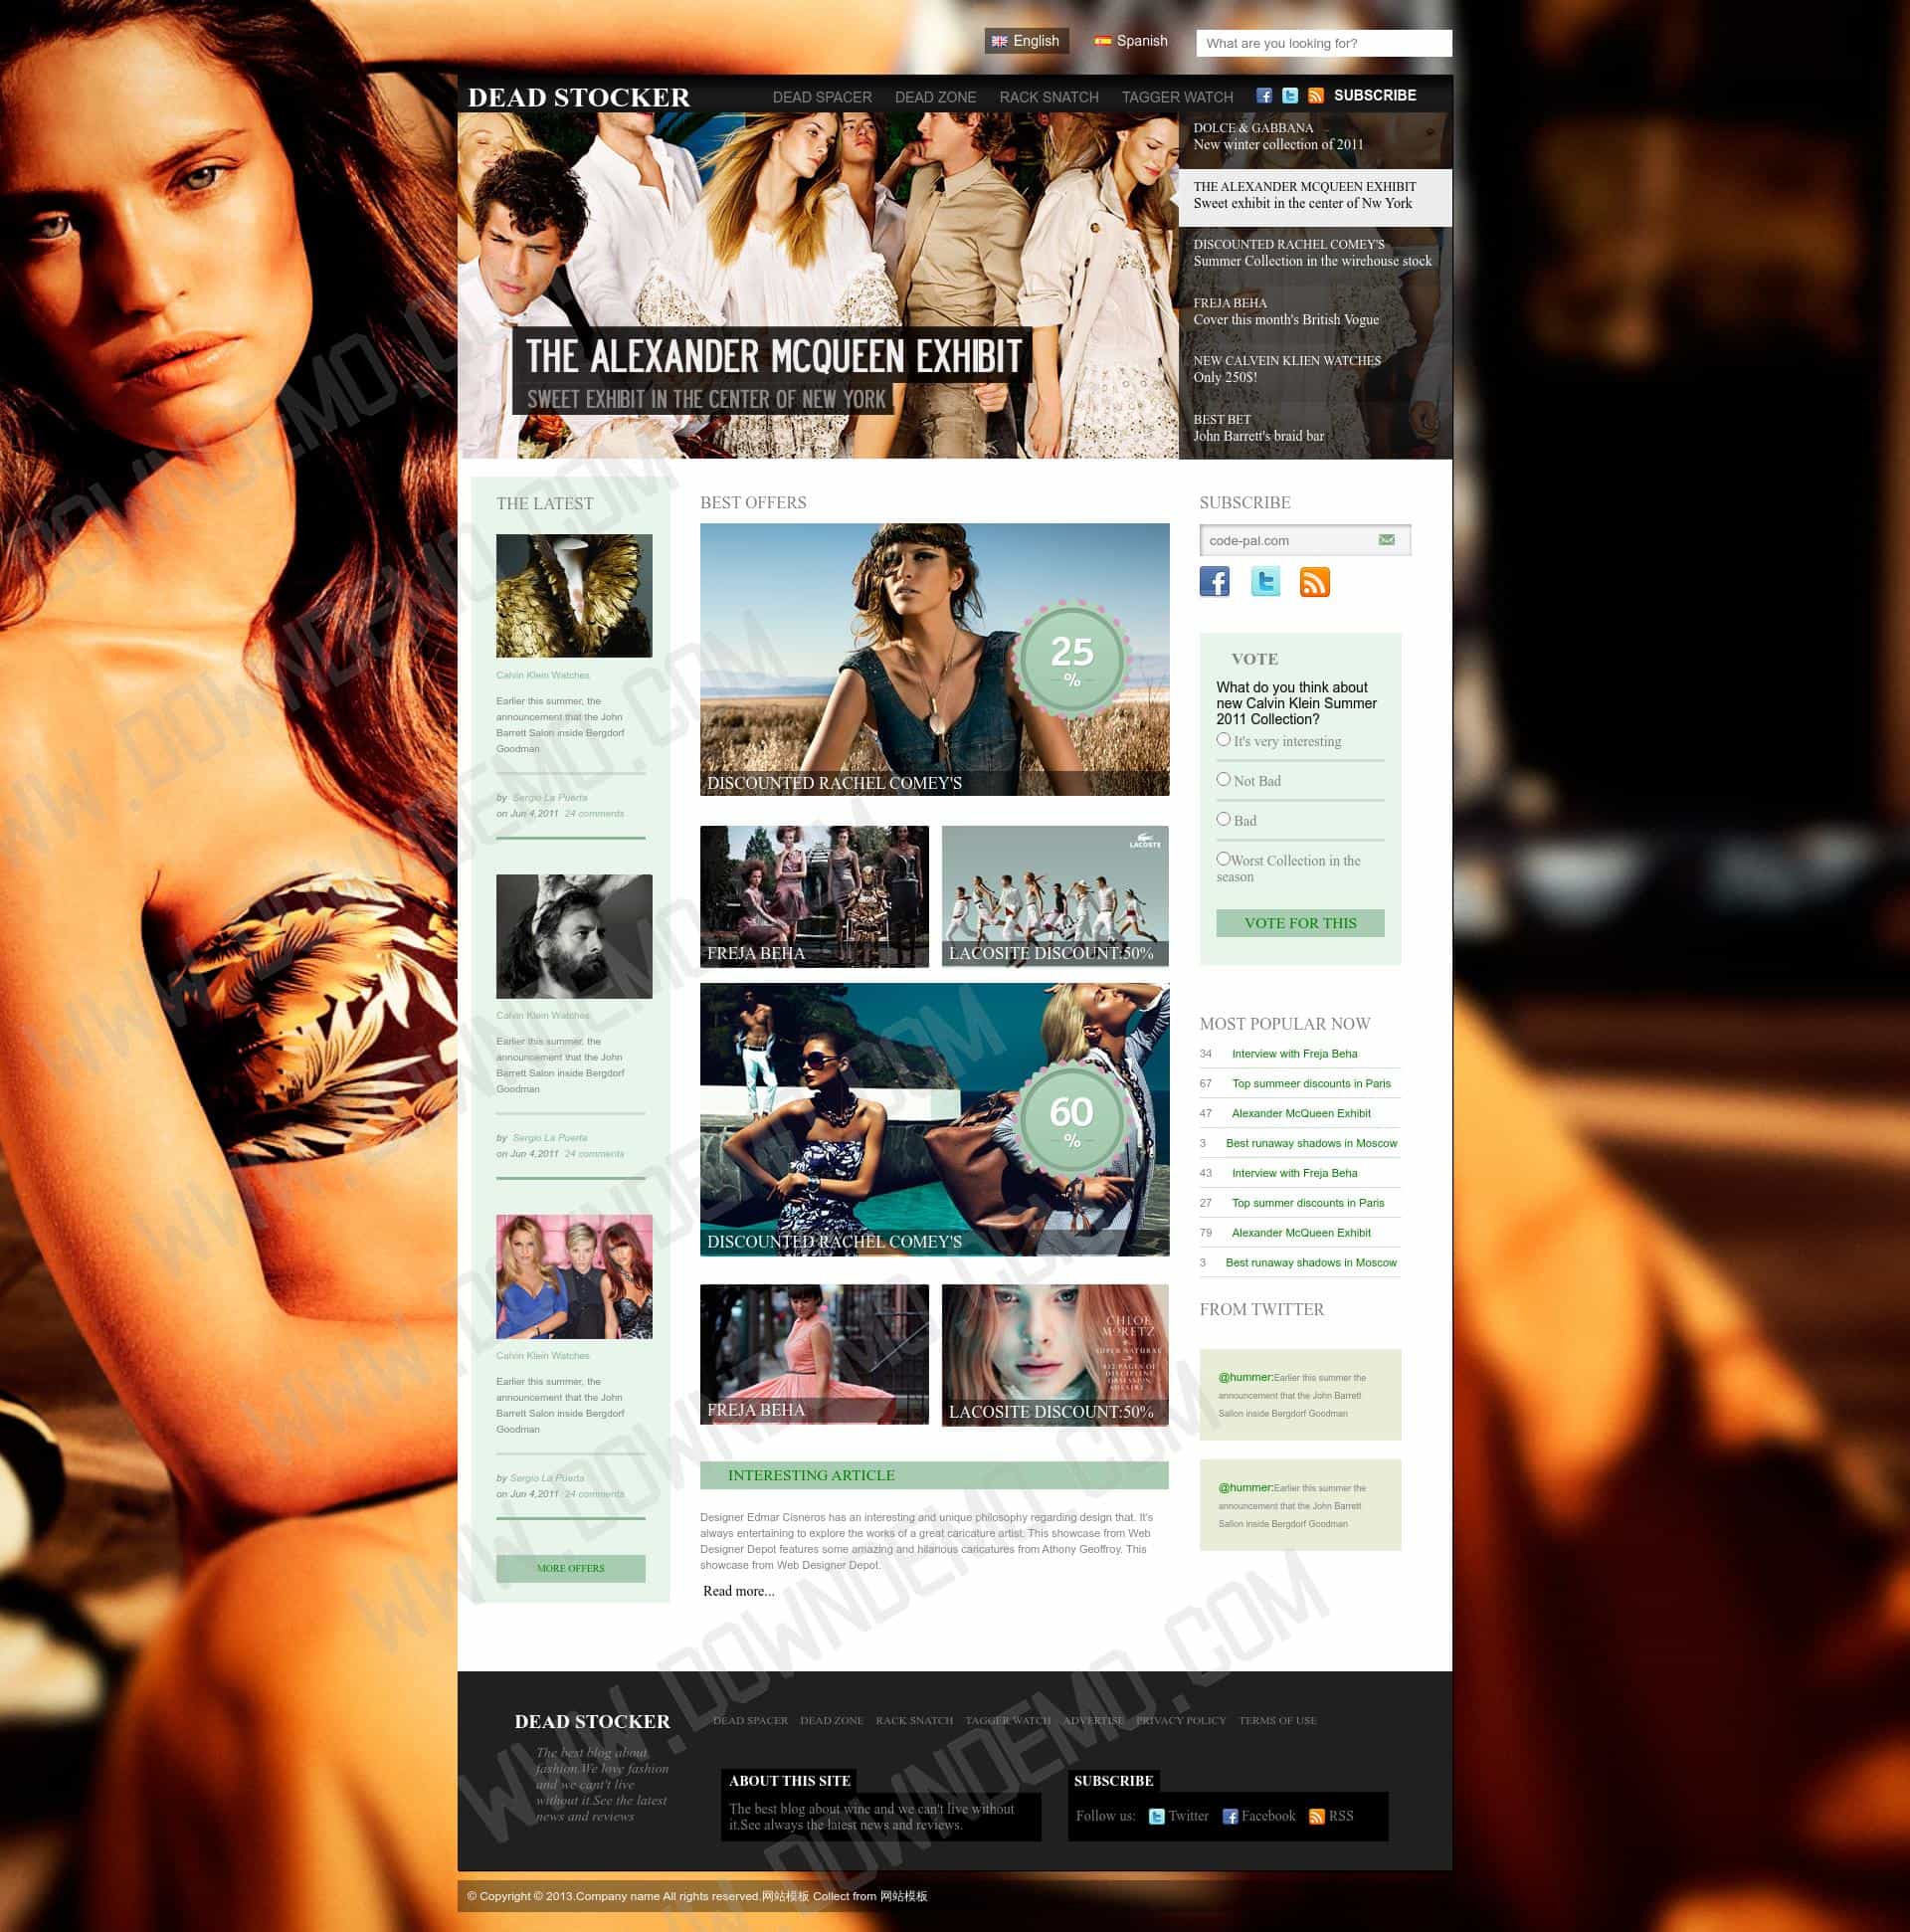 English
Spanish
What are you looking for?
DEAD STOCKER
DEAD SPACER
DEAD ZONE
RACK SNATCH
TAGGER WATCH
SUBSCRIBE
THE ALEXANDER MCQUEEN EXHIBIT
SWEET EXHIBIT IN THE CENTER OF NEW YORK
DOLCE & GABBANA
New winter collection of 2011
THE ALEXANDER MCQUEEN EXHIBIT
Sweet exhibit in the center of Nw York
DISCOUNTED RACHEL COMEY'S
Summer Collection in the wirehouse stock
FREJA BEHA
Cover this month's British Vogue
NEW CALVEIN KLIEN WATCHES
Only 250$!
BEST BET
John Barrett's braid bar
THE LATEST
Calvin Klein Watches
Earlier this summer, the
announcement that the John
Barrett Salon inside Bergdorf
Goodman
by Sergio La Puerta
on Jun 4,2011 24 comments
Calvin Klein Watches
Earlier this summer, the
announcement that the John
Barrett Salon inside Bergdorf
Goodman
by Sergio La Puerta
on Jun 4,2011 24 comments
Calvin Klein Watches
Earlier this summer, the
announcement that the John
Barrett Salon inside Bergdorf
Goodman
by Sergio La Puerta
on Jun 4,2011 24 comments
MORE OFFERS
BEST OFFERS
25
%
DISCOUNTED RACHEL COMEY'S
FREJA BEHA
LACOSTE
LACOSITE DISCOUNT:50%
60
%
DISCOUNTED RACHEL COMEY'S
FREJA BEHA
CHLOE
MORETZ
SUPER NATURAL
432 PAGES OF
DISCIPLINE
OBSESSION
LACOSITE DISCOUNT:50%
INTERESTING ARTICLE
Designer Edmar Cisneros has an interesting and unique philosophy regarding design that. It's
always entertaining to explore the works of a great caricature artist. This showcase from Web
Designer Depot features some amazing and hilarious caricatures from Athony Geoffroy. This
showcase from Web Designer Depot.
Read more...
SUBSCRIBE
code-pal.com
VOTE
What do you think about
new Calvin Klein Summer
2011 Collection?
It's very interesting
Not Bad
Bad
Worst Collection in the
season
VOTE FOR THIS
MOST POPULAR NOW
34 Interview with Freja Beha
67 Top summeer discounts in Paris
47 Alexander McQueen Exhibit
3 Best runaway shadows in Moscow
43 Interview with Freja Beha
27 Top summer discounts in Paris
79 Alexander McQueen Exhibit
3 Best runaway shadows in Moscow
FROM TWITTER
@hummer:Earlier this summer the
announcement that the John Barrett
Sallon inside Bergdorf Goodman
@hummer:Earlier this summer the
announcement that the John Barrett
Sallon inside Bergdorf Goodman
DEAD STOCKER
The best blog about
fashion.We love fashion
and we cant't live
without it.See the latest
news and reviews
DEAD SPACER DEAD ZONE RACK SNATCH TAGGER WATCH ADVERTISE PRIVACY POLICY TERMS OF USE
ABOUT THIS SITE
The best blog about wine and we can't live without
it.See always the latest news and reviews.
SUBSCRIBE
Follow us: Twitter Facebook RSS
© Copyright © 2013.Company name All rights reserved.网站模板 Collect from 网站模板
WWW.DOWNDEMO.COM